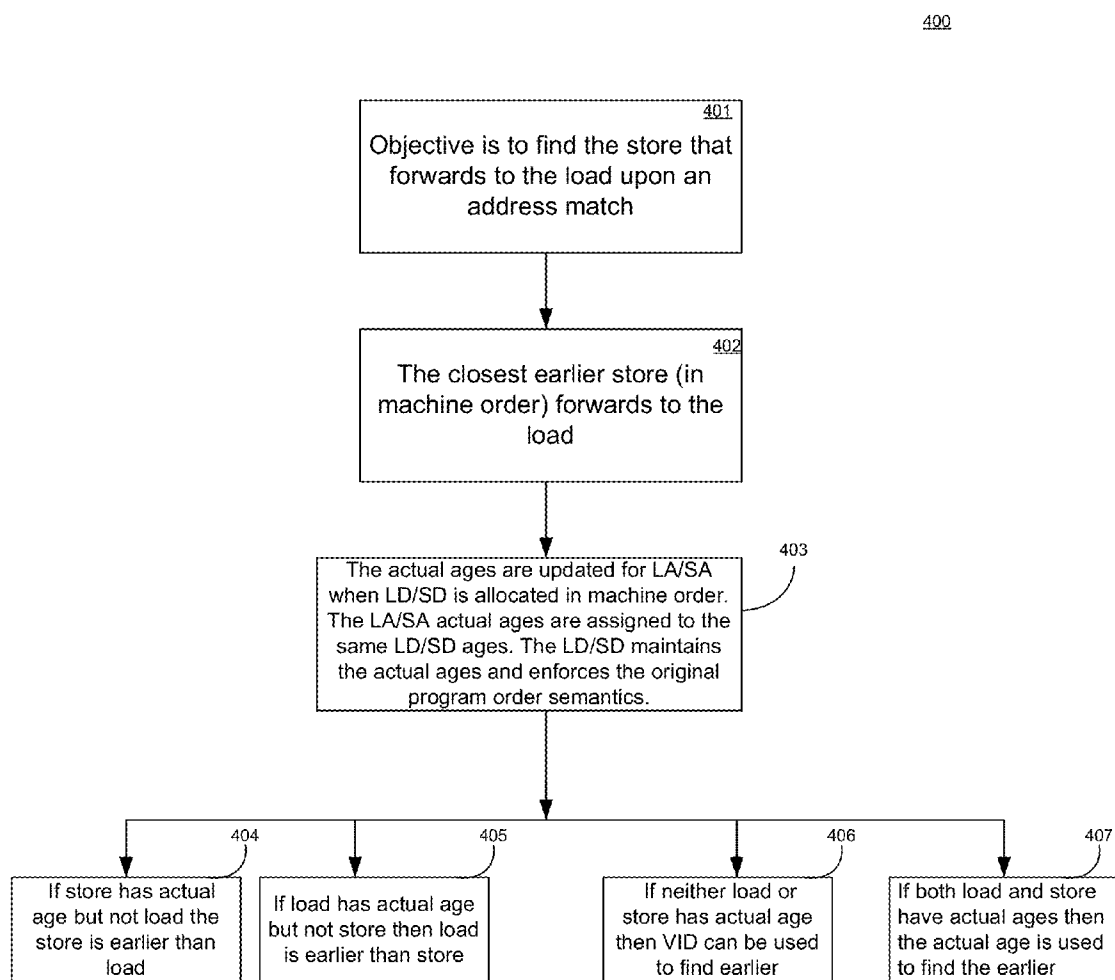 400
401
Objective is to find the store that
forwards to the load upon an
address match
402
The closest earlier store (in
machine order) forwards to the
load
403
The actual ages are updated for LA/SA
when LD/SD is allocated in machine order.
The LA/SA actual ages are assigned to the
same LD/SD ages. The LD/SD maintains
the actual ages and enforces the original
program order semantics.
404
If store has actual
age but not load the
store is earlier than
load
405
If load has actual age
but not store then load
is earlier than store
406
If neither load or
store has actual age
then VID can be used
to find earlier
407
If both load and store
have actual ages then
the actual age is used
to find the earlier